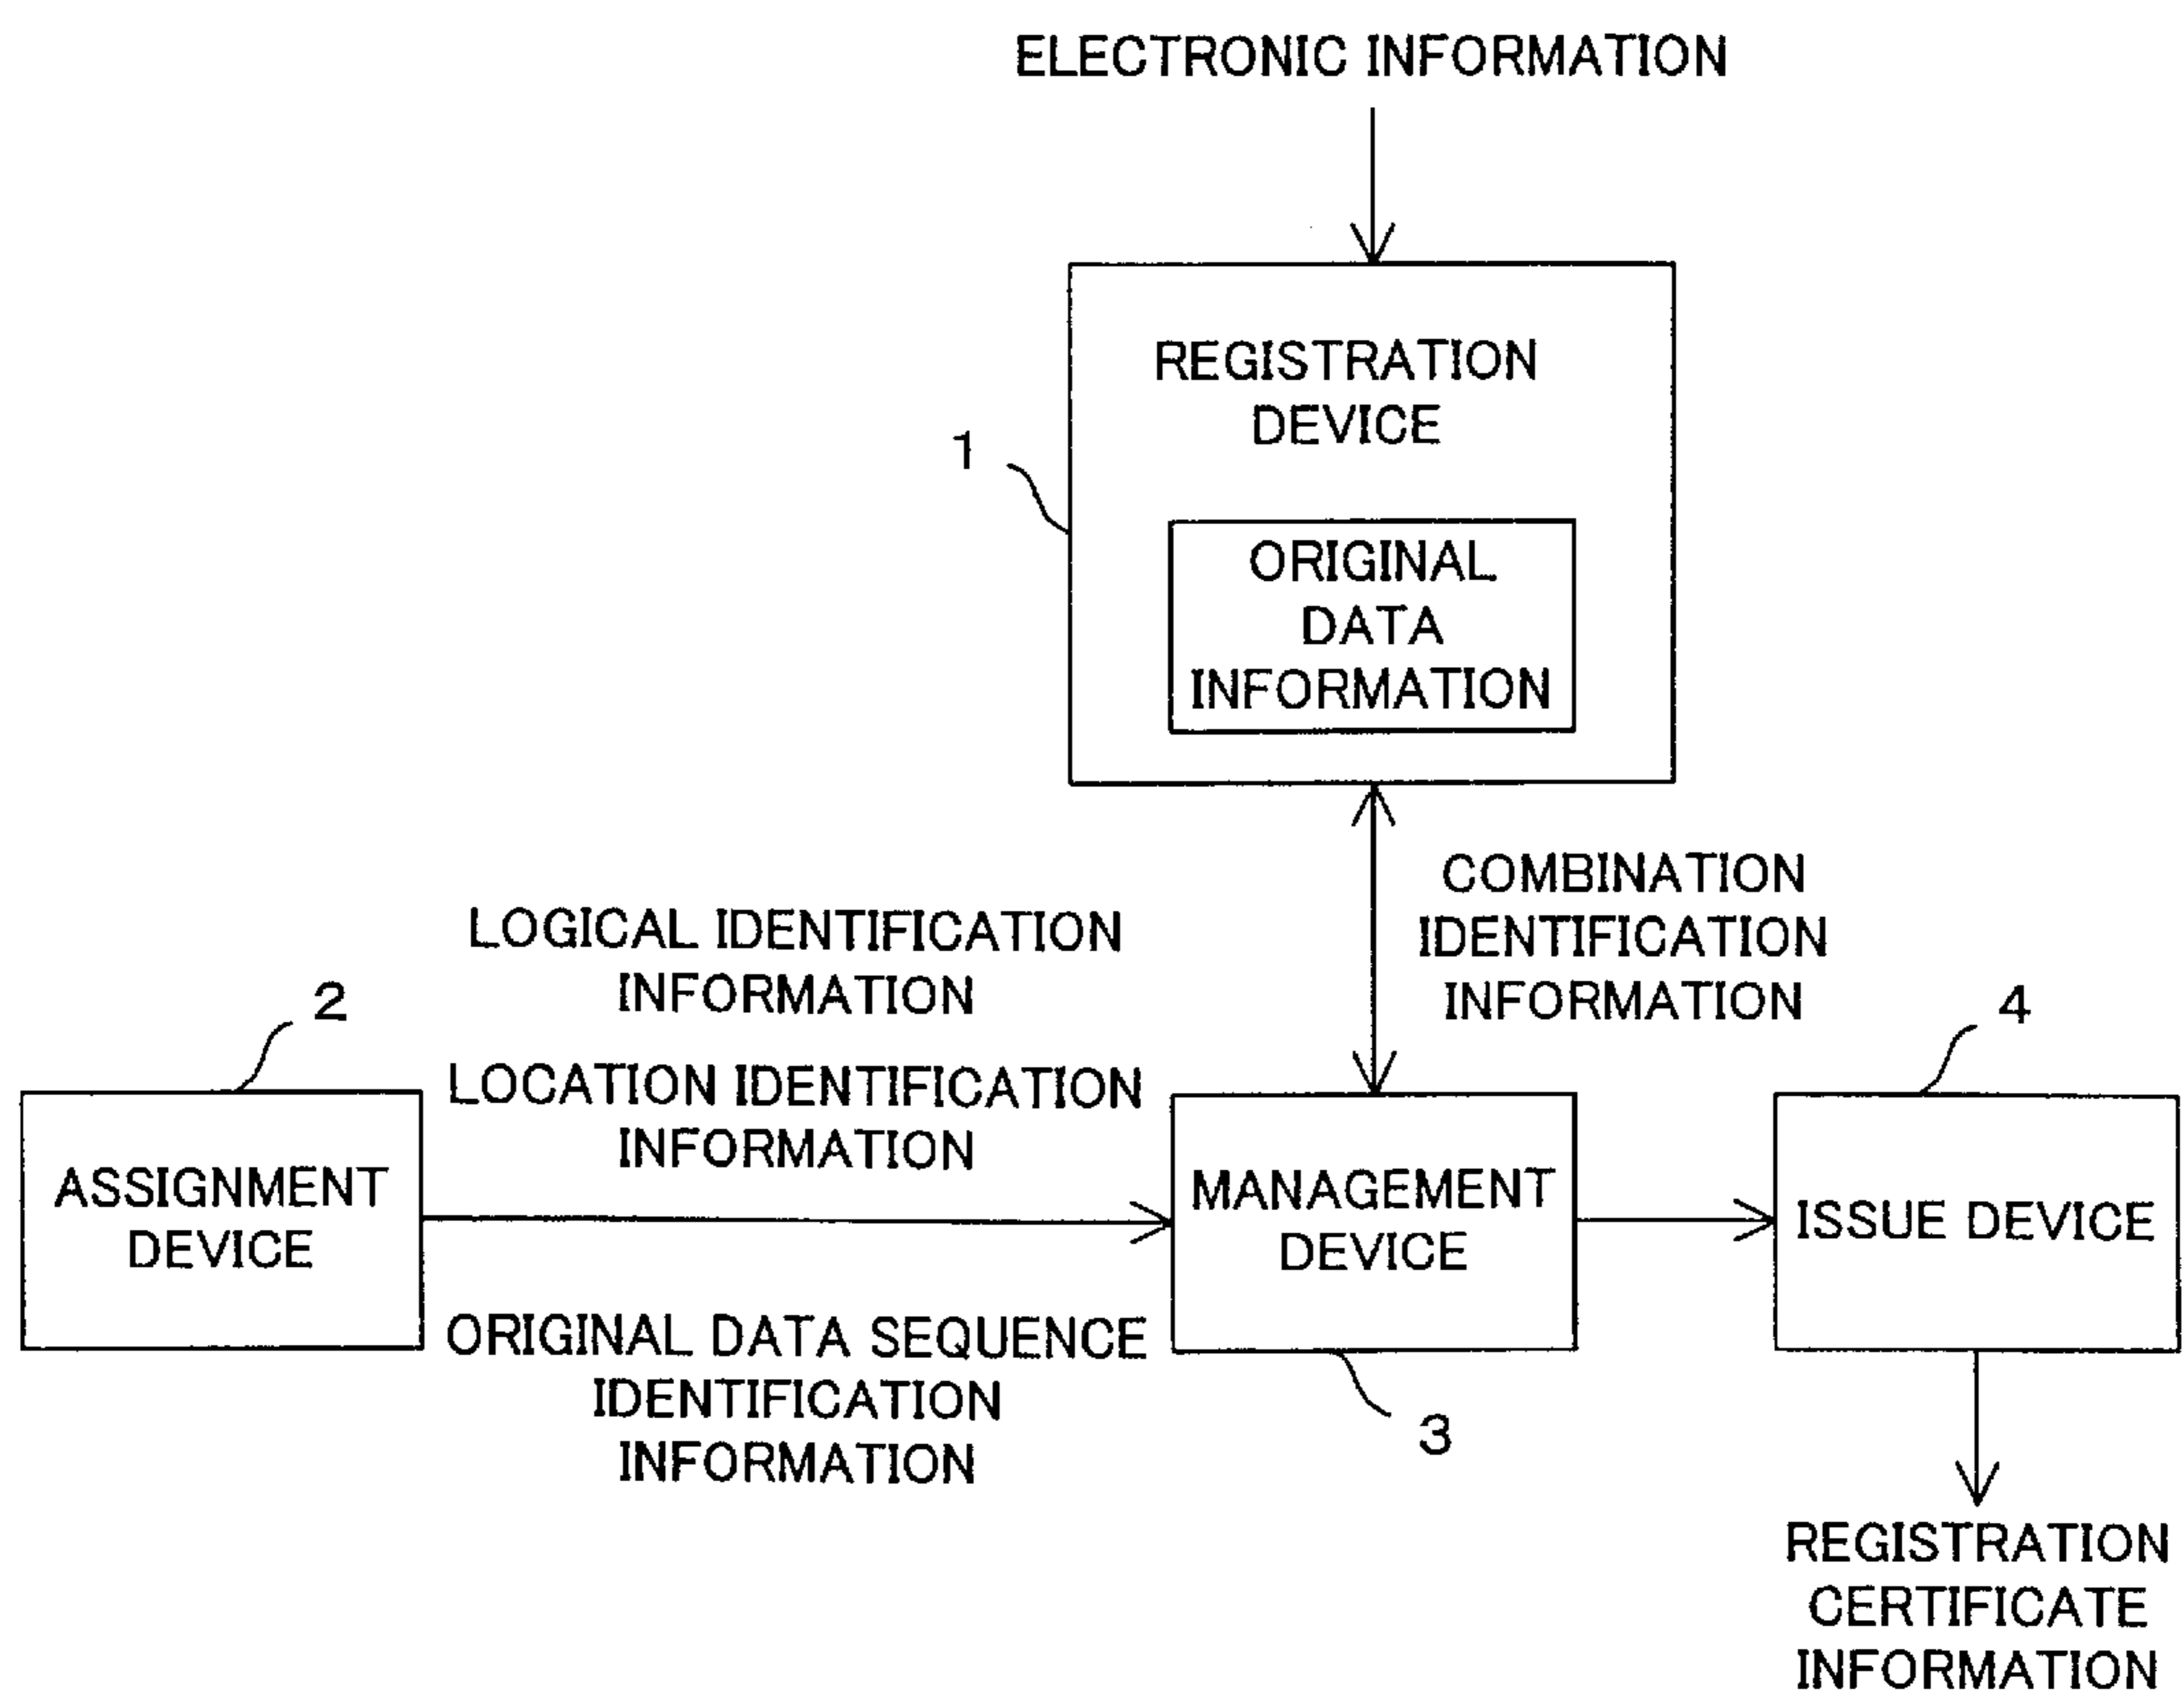 ELECTRONIC INFORMATION
REGISTRATION
DEVICE
1
ORIGINAL
DATA
INFORMATION
COMBINATION
IDENTIFICATION
INFORMATION
LOGICAL IDENTIFICATION
INFORMATION
2
4
LOCATION IDENTIFICATION
INFORMATION
ASSIGNMENT
DEVICE
MANAGEMENT
DEVICE
ISSUE DEVICE
ORIGINAL DATA SEQUENCE
IDENTIFICATION
INFORMATION
3
REGISTRATION
CERTIFICATE
INFORMATION